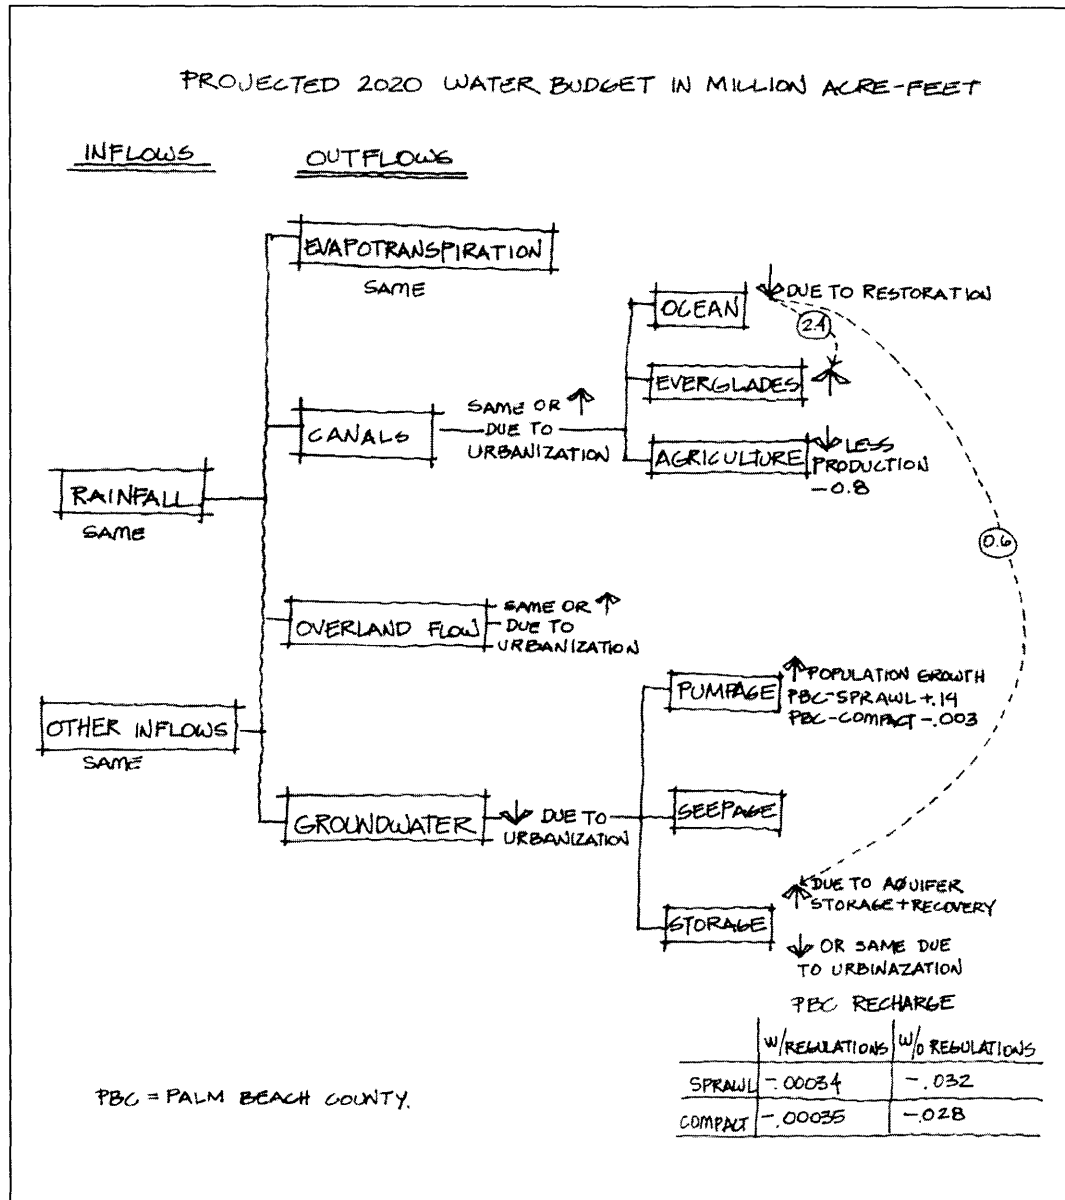 PROJECTED 2020 WATER BUDGET IN MILLION ACRE-FEET
INFLOWS
OUTFLOWS
EVAPOTRANSPIRATION
SAME
OCEAN
↓ DUE TO RESTORATION
2.4
EVERGLADES ↑
CANALS
SAME OR ↑
DUE TO
URBANIZATION
AGRICULTURE
↓ LESS
PRODUCTION
-0.8
RAINFALL
SAME
0.6
OVERLAND FLOW
SAME OR ↑
DUE TO
URBANIZATION
PUMPAGE
↑ POPULATION GROWTH
PBC-SPRAWL +.14
PBC-COMPACT -.003
OTHER INFLOWS
SAME
GROUNDWATER
↓ DUE TO
URBANIZATION
SEEPAGE
STORAGE
↑ DUE TO AQUIFER
STORAGE + RECOVERY
↓ OR SAME DUE
TO URBINAZATION
PBC RECHARGE
W/REGULATIONS W/O REGULATIONS
SPRAWL -.00034 -.032
COMPACT -.00035 -.028
PBC = PALM BEACH COUNTY.